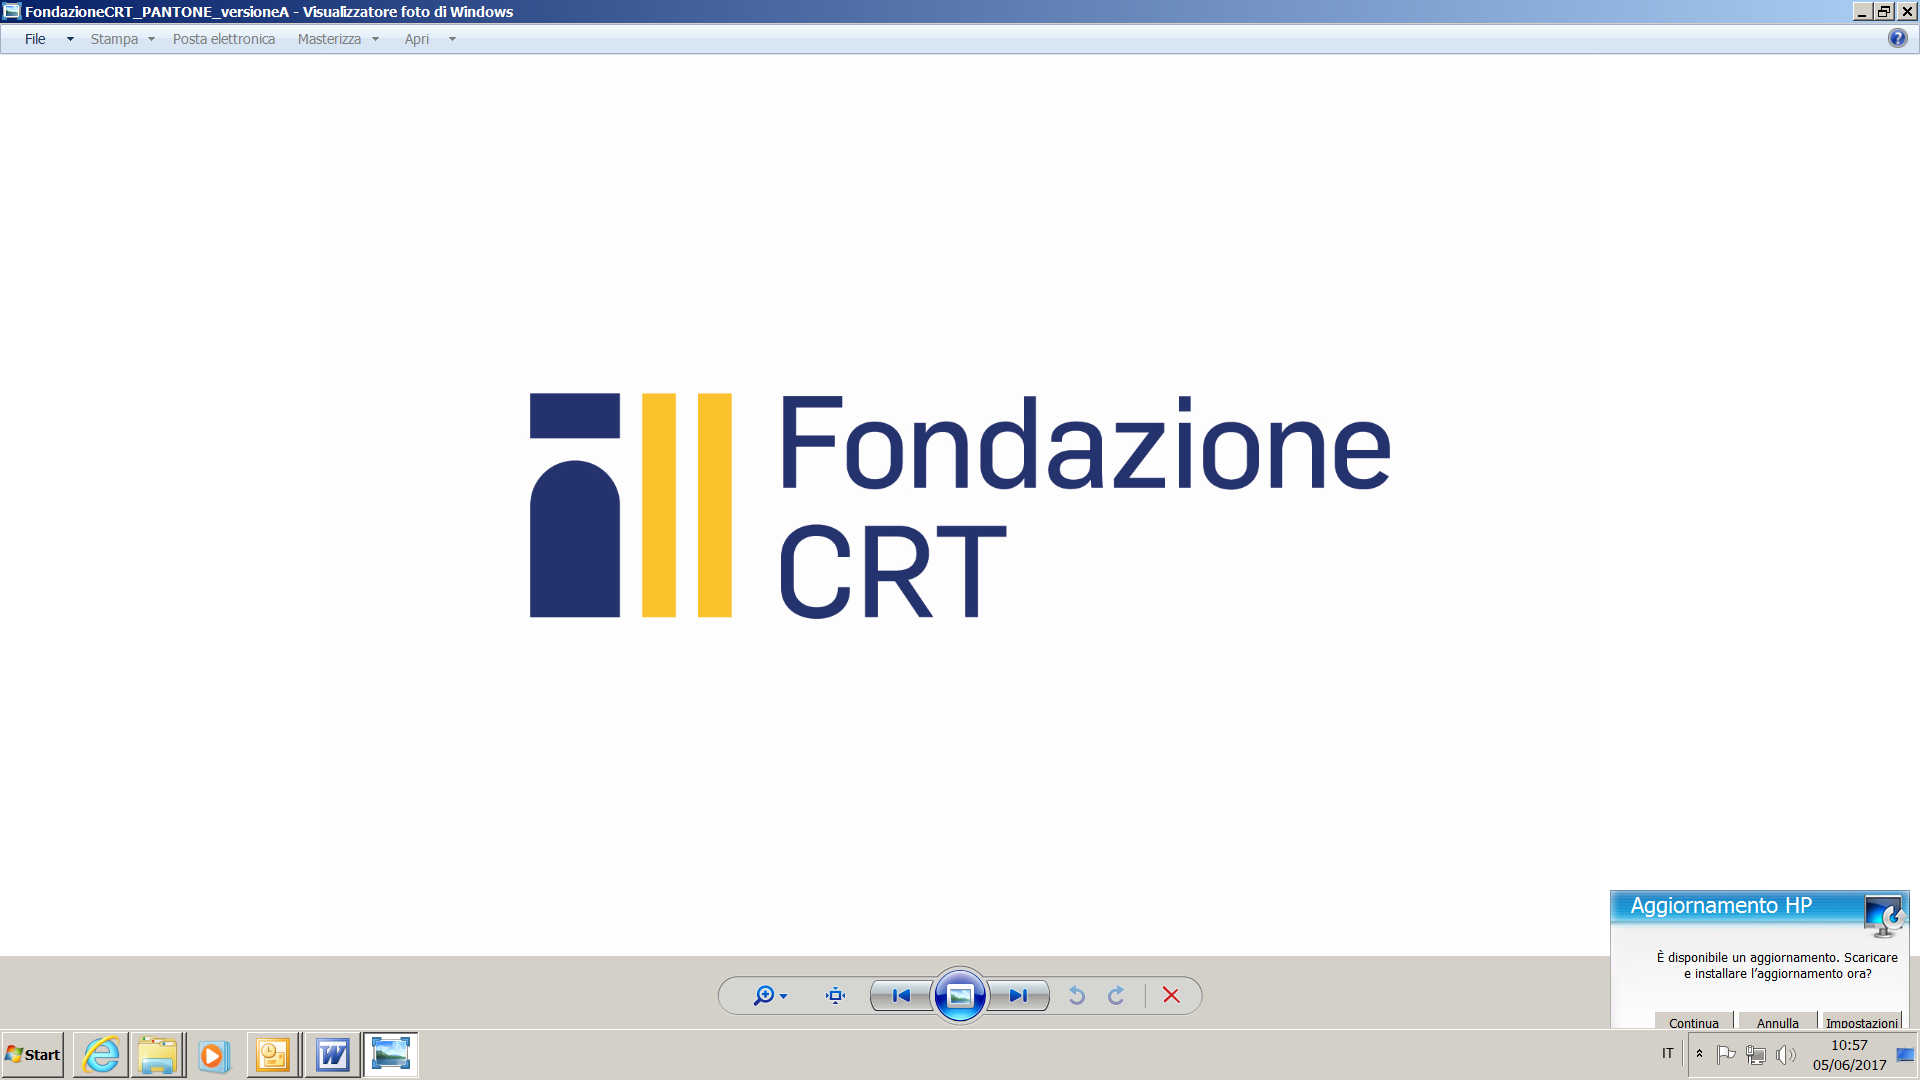 FondazioneCRT_PANTONE_versioneA - Visualizzatore foto di Windows
File Stampa Posta elettronica Masterizza Apri
Fondazione
CRT
Aggiornamento HP
È disponibile un aggiornamento. Scaricare
e installare l'aggiornamento ora?
Continua Annulla Impostazioni
Start
IT
10:57
05/06/2017